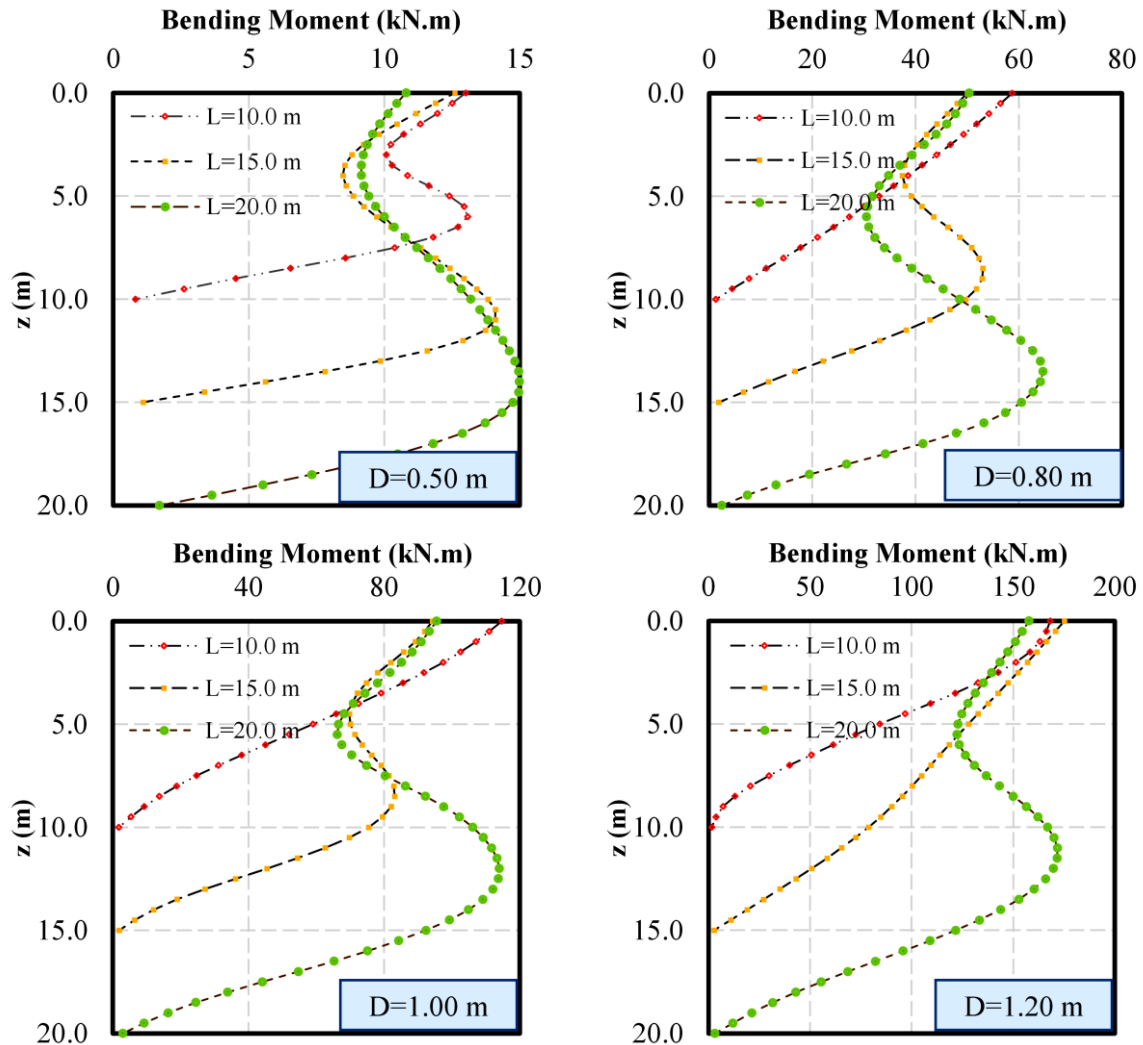 Bending Moment (kN.m)
0 5 10 15
0.0
5.0
10.0
15.0
20.0
z (m)
L=10.0 m
L=15.0 m
L=20.0 m
D=0.50 m
Bending Moment (kN.m)
0 20 40 60 80
0.0
5.0
10.0
15.0
20.0
z (m)
L=10.0 m
L=15.0 m
L=20.0 m
D=0.80 m
Bending Moment (kN.m)
0 40 80 120
0.0
5.0
10.0
15.0
20.0
z (m)
L=10.0 m
L=15.0 m
L=20.0 m
D=1.00 m
Bending Moment (kN.m)
0 50 100 150 200
0.0
5.0
10.0
15.0
20.0
z (m)
L=10.0 m
L=15.0 m
L=20.0 m
D=1.20 m